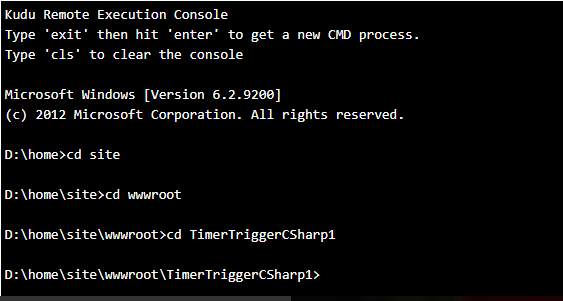 Kudu Remote Execution Console
Type 'exit' then hit 'enter' to get a new CMD process.
Type 'cls' to clear the console
Microsoft Windows [Version 6.2.9200]
(c) 2012 Microsoft Corporation. All rights reserved.
D:\home>cd site
D:\home\site>cd wwwroot
D:\home\site\wwwroot>cd TimerTriggerCSharp1
D:\home\site\wwwroot\TimerTriggerCSharp1>